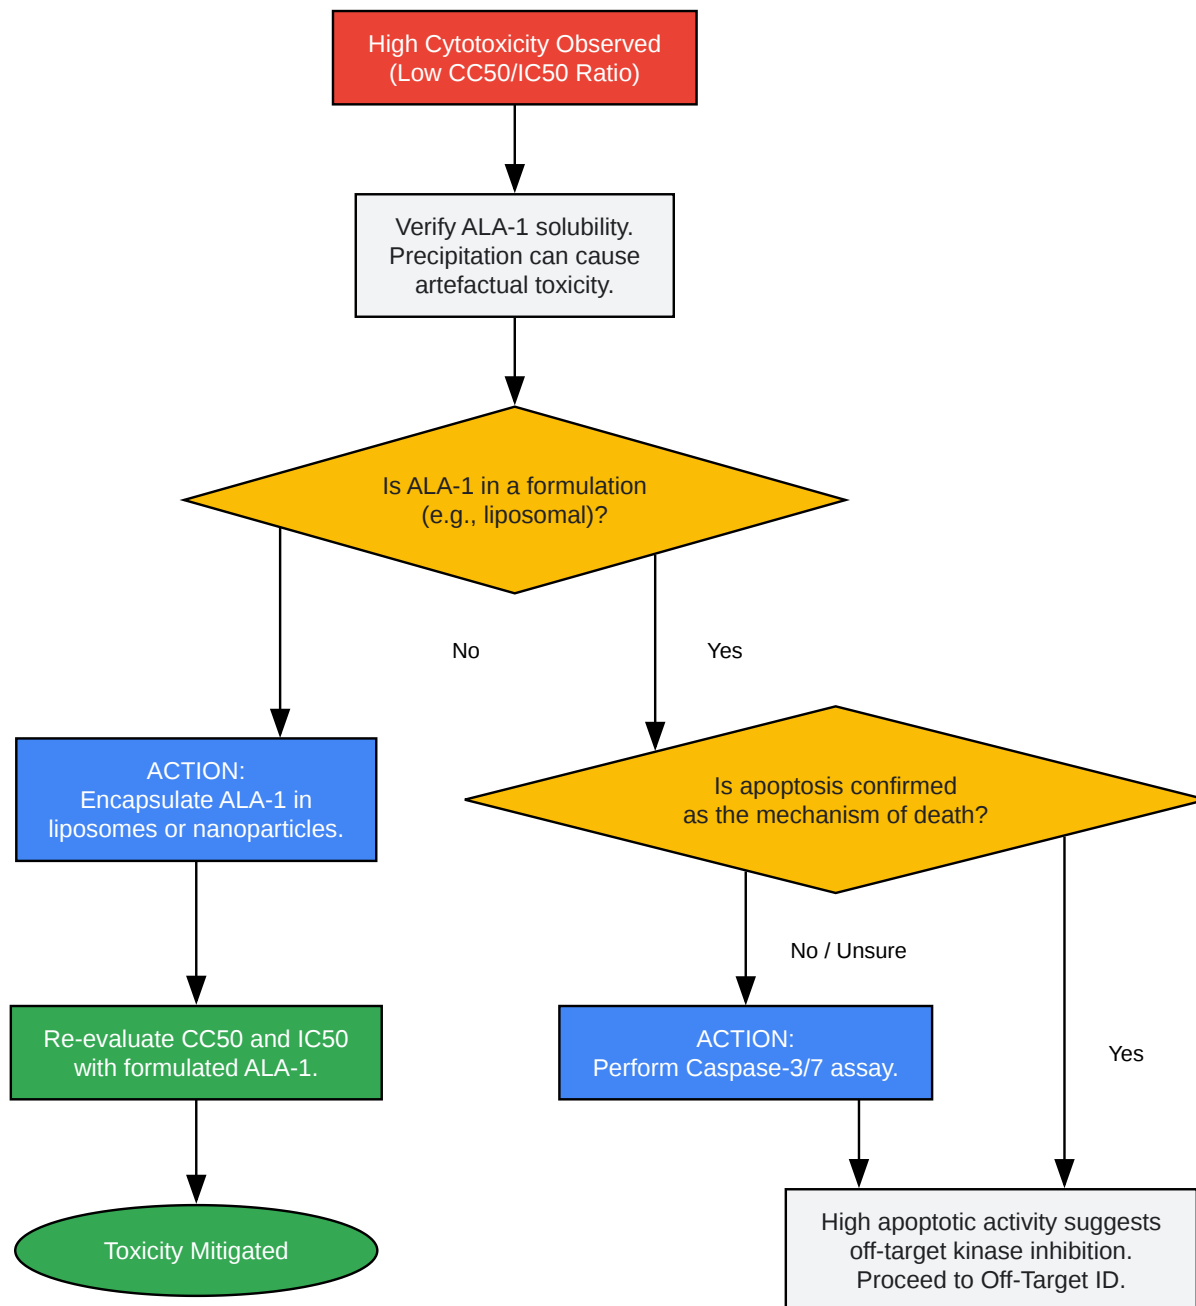 High Cytotoxicity Observed
(Low CC50/IC50 Ratio)
Verify ALA-1 solubility.
Precipitation can cause
artefactual toxicity.
Is ALA-1 in a formulation
(e.g., liposomal)?
No
Yes
ACTION:
Encapsulate ALA-1 in
liposomes or nanoparticles.
Is apoptosis confirmed
as the mechanism of death?
No / Unsure
Re-evaluate CC50 and IC50
with formulated ALA-1.
ACTION:
Perform Caspase-3/7 assay.
Yes
Toxicity Mitigated
High apoptotic activity suggests
off-target kinase inhibition.
Proceed to Off-Target ID.